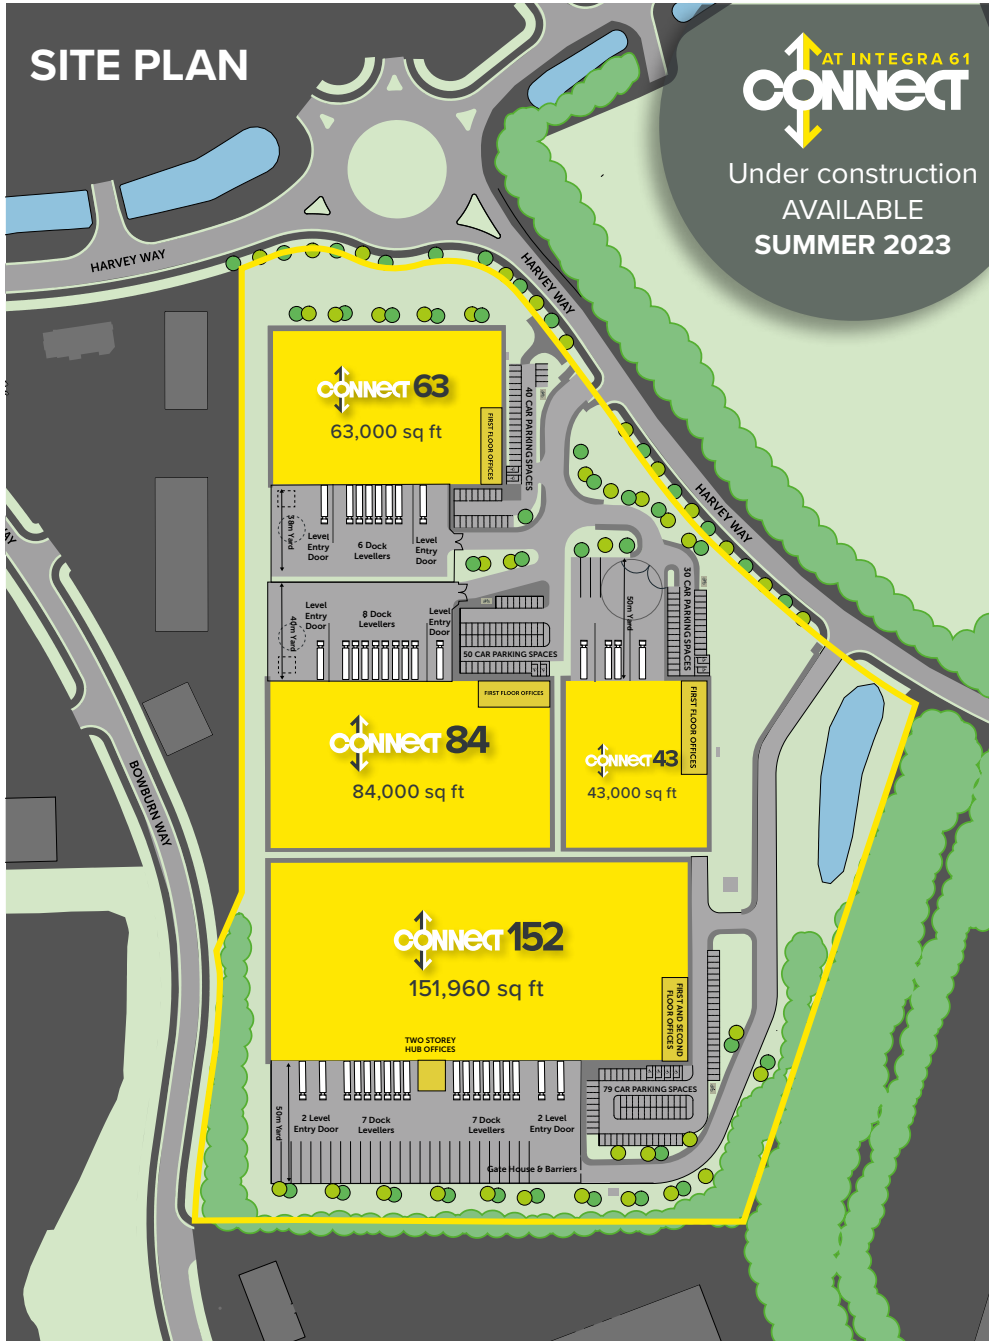 SITE PLAN
AT INTEGRA 61
CONNECT
Under construction
AVAILABLE
SUMMER 2023
HARVEY WAY
HARVEY WAY
HARVEY WAY
CONNECT 63
63,000 sq ft
FIRST FLOOR OFFICES
40 CAR PARKING SPACES
38m Yard
Level
Entry
Door
6 Dock
Levellers
Level
Entry
Door
40m Yard
Level
Entry
Door
8 Dock
Levellers
Level
Entry
Door
50 CAR PARKING SPACES
FIRST FLOOR OFFICES
50m Yard
30 CAR PARKING SPACES
FIRST FLOOR OFFICES
CONNECT 84
84,000 sq ft
CONNECT 43
43,000 sq ft
BOWBURN WAY
CONNECT 152
151,960 sq ft
FIRST AND SECOND
FLOOR OFFICES
TWO STOREY
HUB OFFICES
50m Yard
2 Level
Entry Door
7 Dock
Levellers
7 Dock
Levellers
2 Level
Entry Door
79 CAR PARKING SPACES
Gate House & Barriers